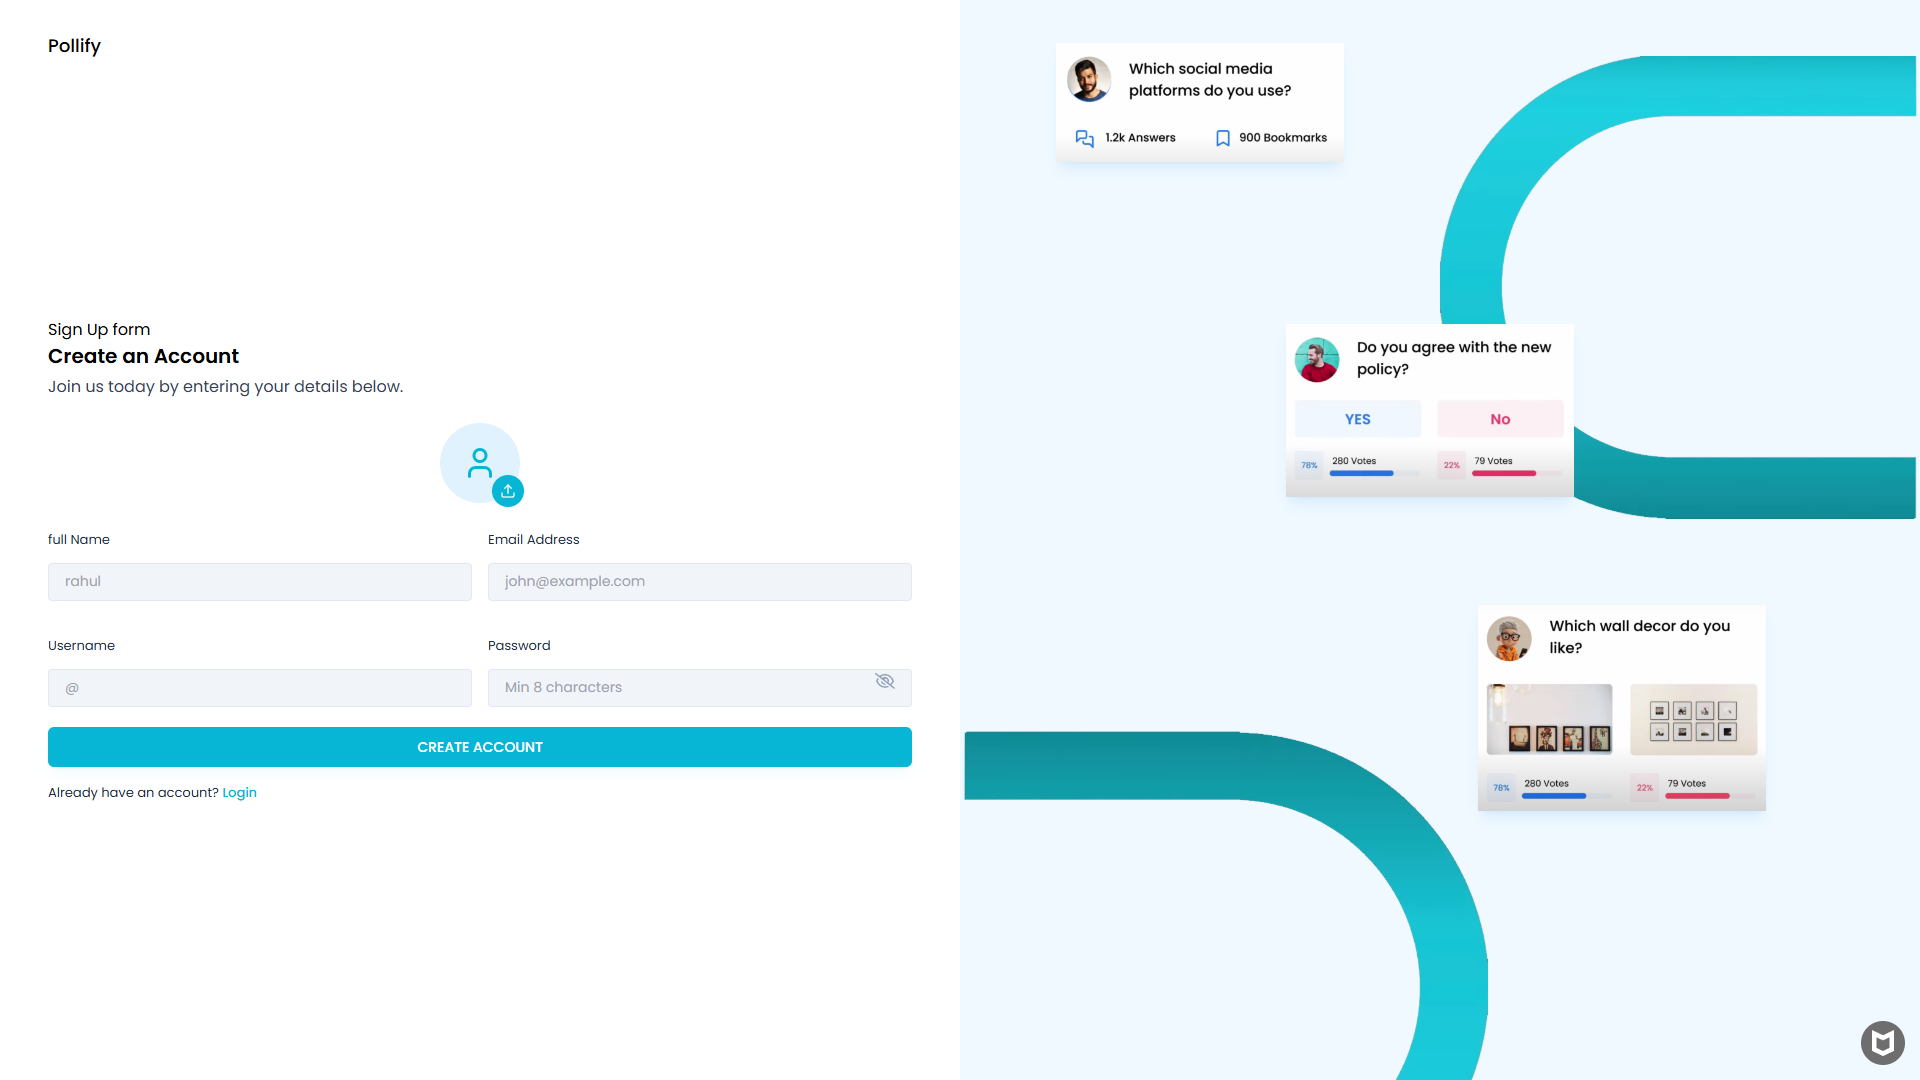 Pollify
Sign Up form
Create an Account
Join us today by entering your details below.
full Name
Email Address
rahul
john@example.com
Username
Password
@
Min 8 characters
CREATE ACCOUNT
Already have an account? Login
Which social media
platforms do you use?
1.2k Answers
900 Bookmarks
Do you agree with the new
policy?
YES
No
78%
280 Votes
22%
79 Votes
Which wall decor do you
like?
78%
280 Votes
22%
79 Votes